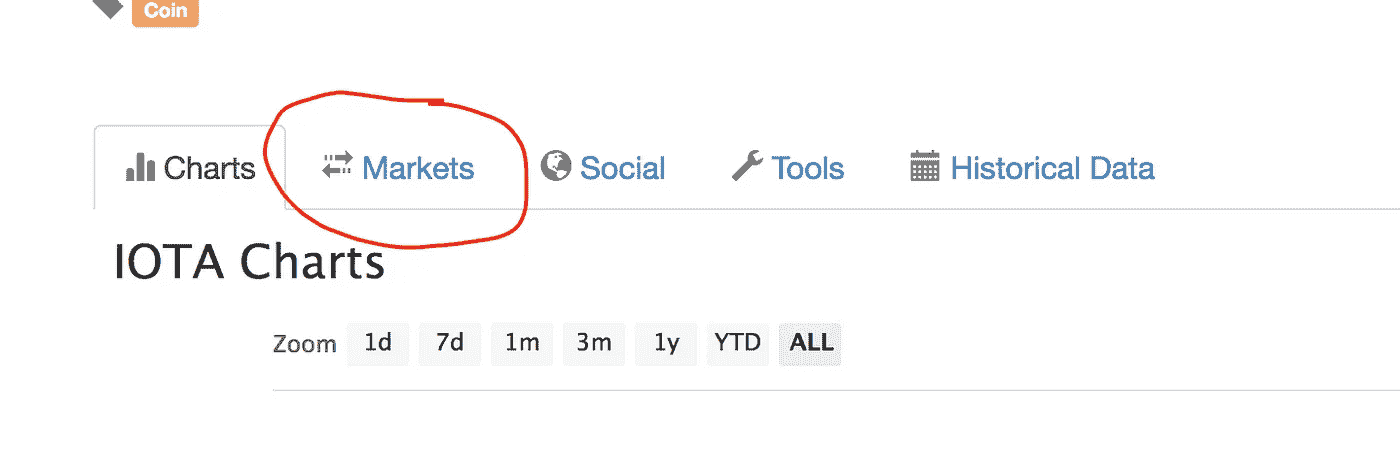 Coin
Charts Markets Social Tools Historical Data
IOTA Charts
Zoom 1d 7d 1m 3m 1y YTD ALL